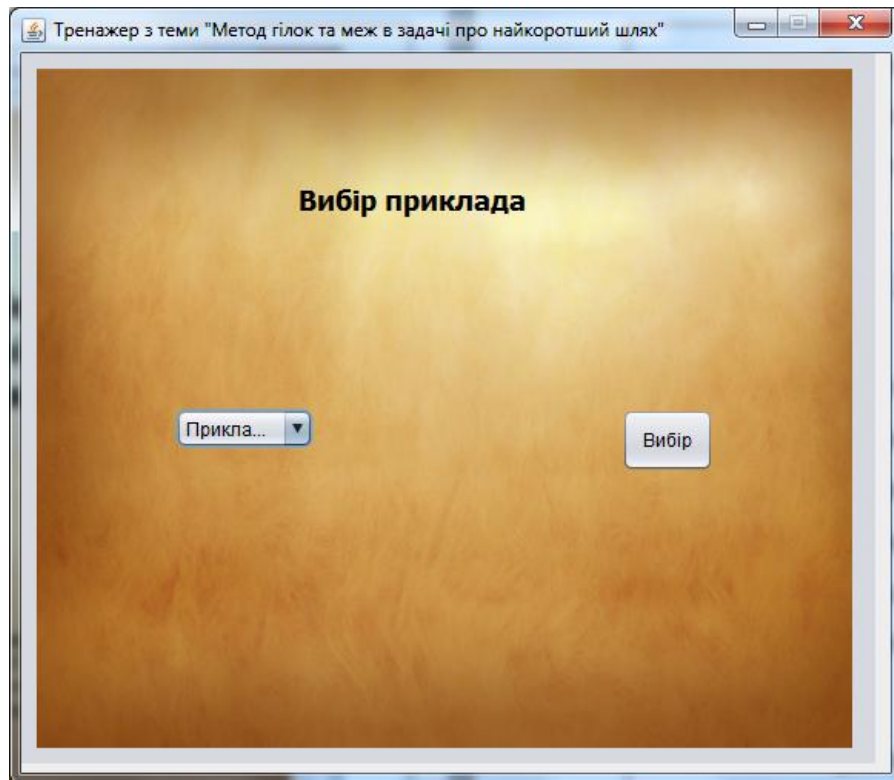 Тренажер з теми "Метод гілок та меж в задачі про найкоротший шлях"
Вибір приклада
Прикла...
Вибір